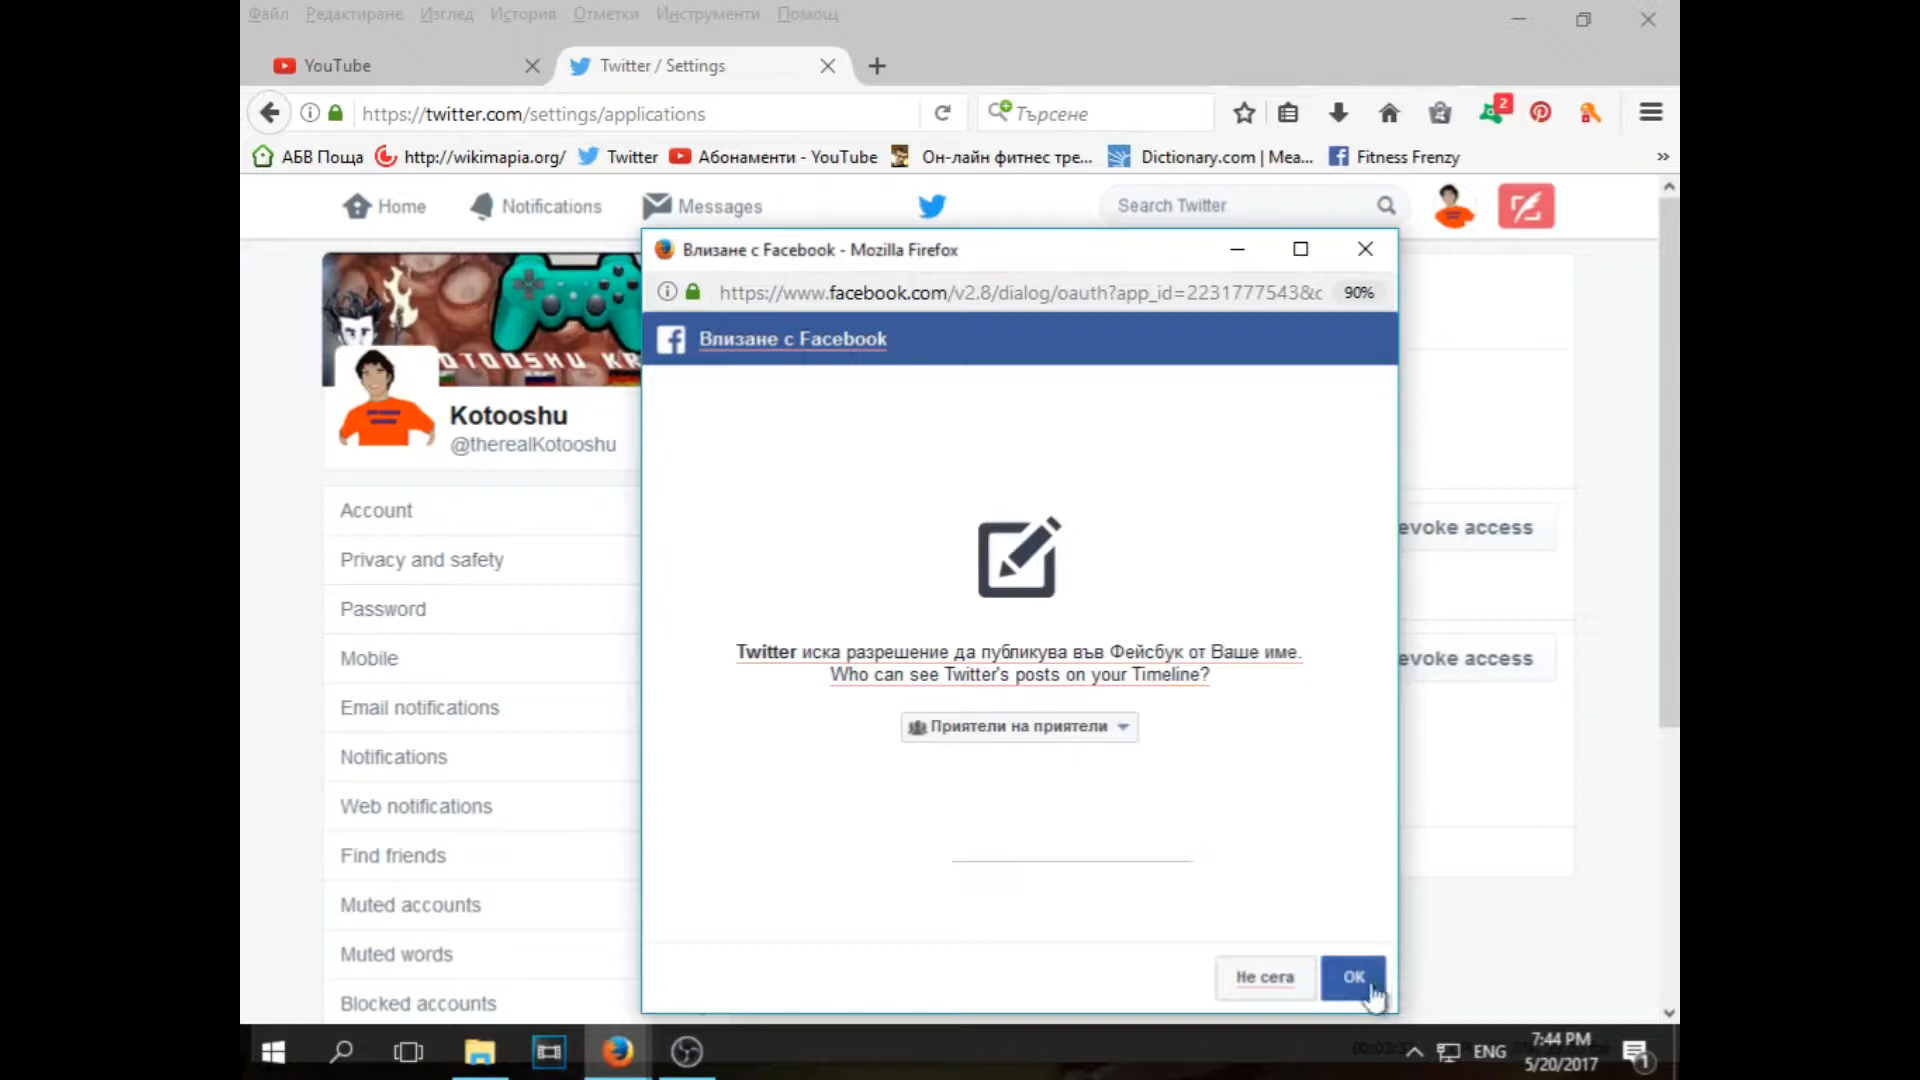 Файл Редактиране Изглед История Отметки Инструменти Помощ
YouTube
Twitter / Settings
https://twitter.com/settings/applications
Търсене
2
АБВ Поща
http://wikimapia.org/
Twitter
Абонаменти - YouTube
Он-лайн фитнес тре...
Dictionary.com | Mea...
Fitness Frenzy
»
Home
Notifications
Messages
Search Twitter
Влизане с Facebook - Mozilla Firefox
https://www.facebook.com/v2.8/dialog/oauth?app_id=2231777543&c
90%
Влизане с Facebook
Kotooshu
@therealKotooshu
Account
Privacy and safety
Password
Mobile
Email notifications
Notifications
Web notifications
Find friends
Muted accounts
Muted words
Blocked accounts
evoke access
evoke access
Twitter иска разрешение да публикува във Фейсбук от Ваше име.
Who can see Twitter's posts on your Timeline?
Приятели на приятели
Не сега
OK
ENG
7:44 PM
5/20/2017
1